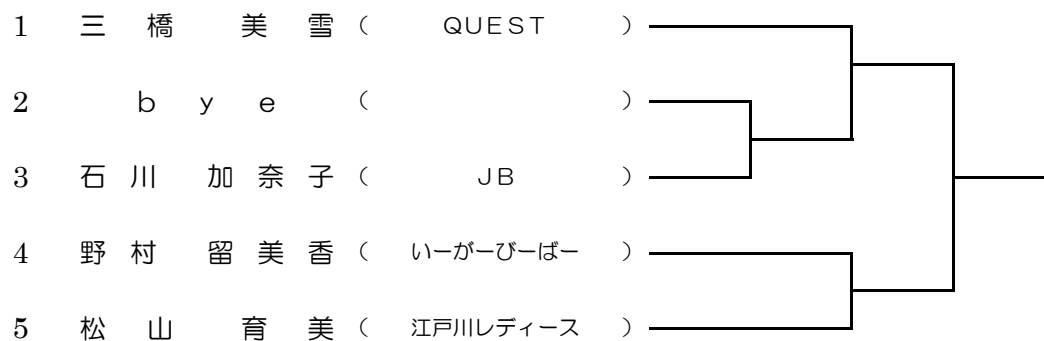 1 三橋 美雪 ( QUEST )
2 bye ( )
3 石川 加奈子 ( JB )
4 野村 留美香 ( いーがーびーばー )
5 松山 育美 ( 江戸川レディース )